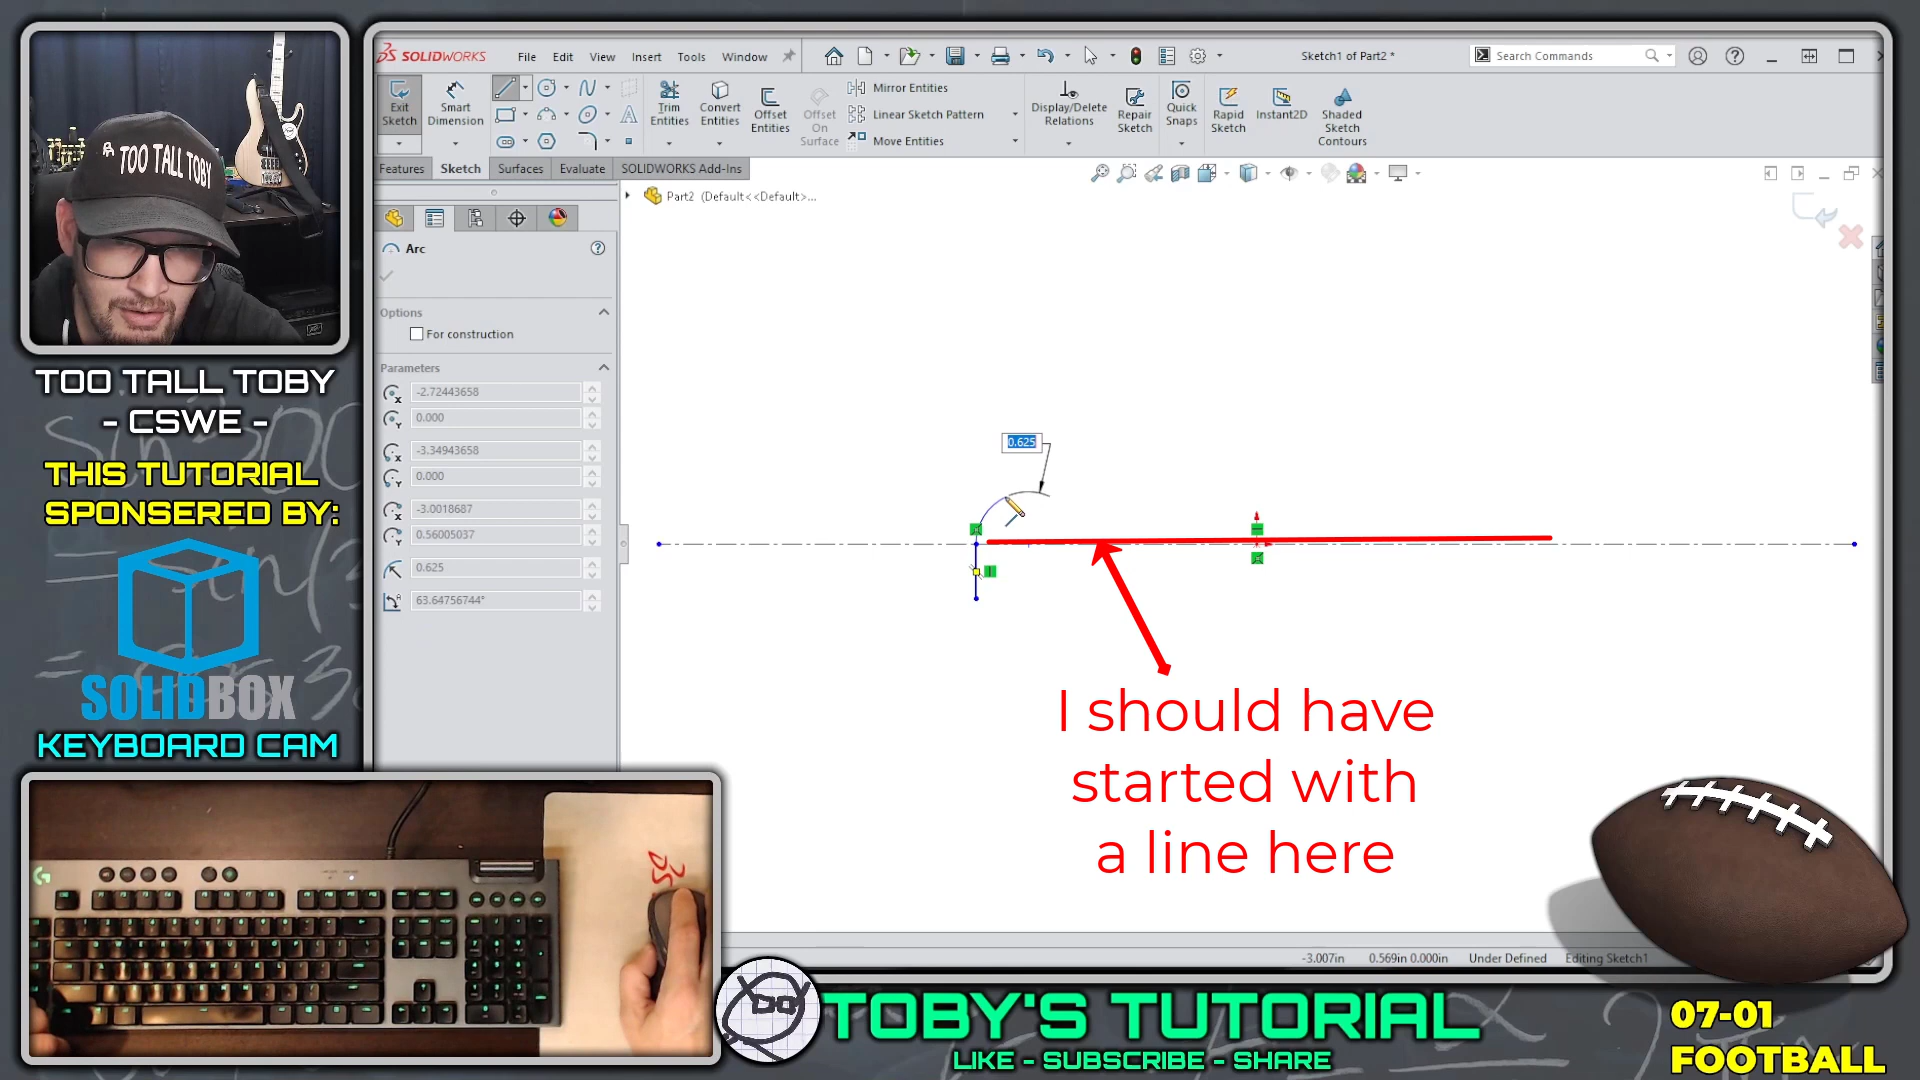 SOLIDWORKS
File Edit View Insert Tools Window
Sketch1 of Part2 *
Search Commands
Exit Sketch
Smart Dimension
Trim Entities
Convert Entities
Offset Entities
Offset On Surface
Mirror Entities
Linear Sketch Pattern
Move Entities
Display/Delete Relations
Repair Sketch
Quick Snaps
Rapid Sketch
Instant2D
Shaded Sketch Contours
Features Sketch Surfaces Evaluate SOLIDWORKS Add-Ins
Part2 (Default<<Default>...
Arc
Options
For construction
Parameters
-2.72443658
0.000
-3.34943658
0.000
-3.0018687
0.56005037
0.625
63.64756744°
0.625
I should have
started with
a line here
-3.007in 0.569in 0.000in Under Defined Editing Sketch1
TOO TALL TOBY
TOO TALL TOBY
- CSWE -
THIS TUTORIAL
SPONSERED BY:
SOLIDBOX
KEYBOARD CAM
TOBY'S TUTORIAL
LIKE - SUBSCRIBE - SHARE
07-01
FOOTBALL